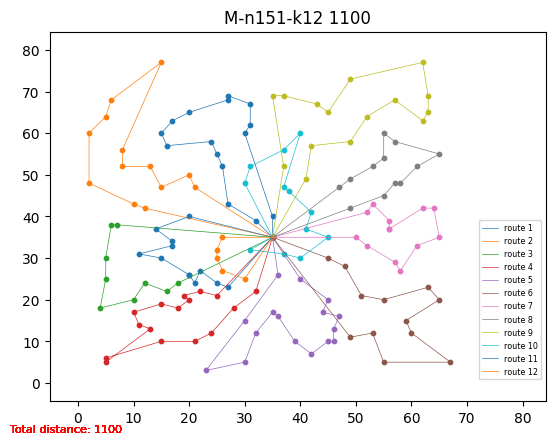 M-n151-k12 1100
80
70
60
50
40
30
20
10
0
route 1
route 2
route 3
route 4
route 5
route 6
route 7
route 8
route 9
route 10
route 11
route 12
0 10 20 30 40 50 60 70 80
Total distance: 1100